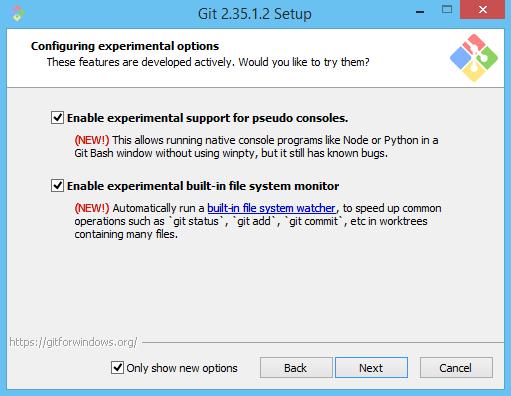 Git 2.35.1.2 Setup
Configuring experimental options
These features are developed actively. Would you like to try them?
Enable experimental support for pseudo consoles.
(NEW!) This allows running native console programs like Node or Python in a
Git Bash window without using winpty, but it still has known bugs.
Enable experimental built-in file system monitor
(NEW!) Automatically run a built-in file system watcher, to speed up common
operations such as `git status`, `git add`, `git commit`, etc in worktrees
containing many files.
https://gitforwindows.org/
Only show new options
Back
Next
Cancel